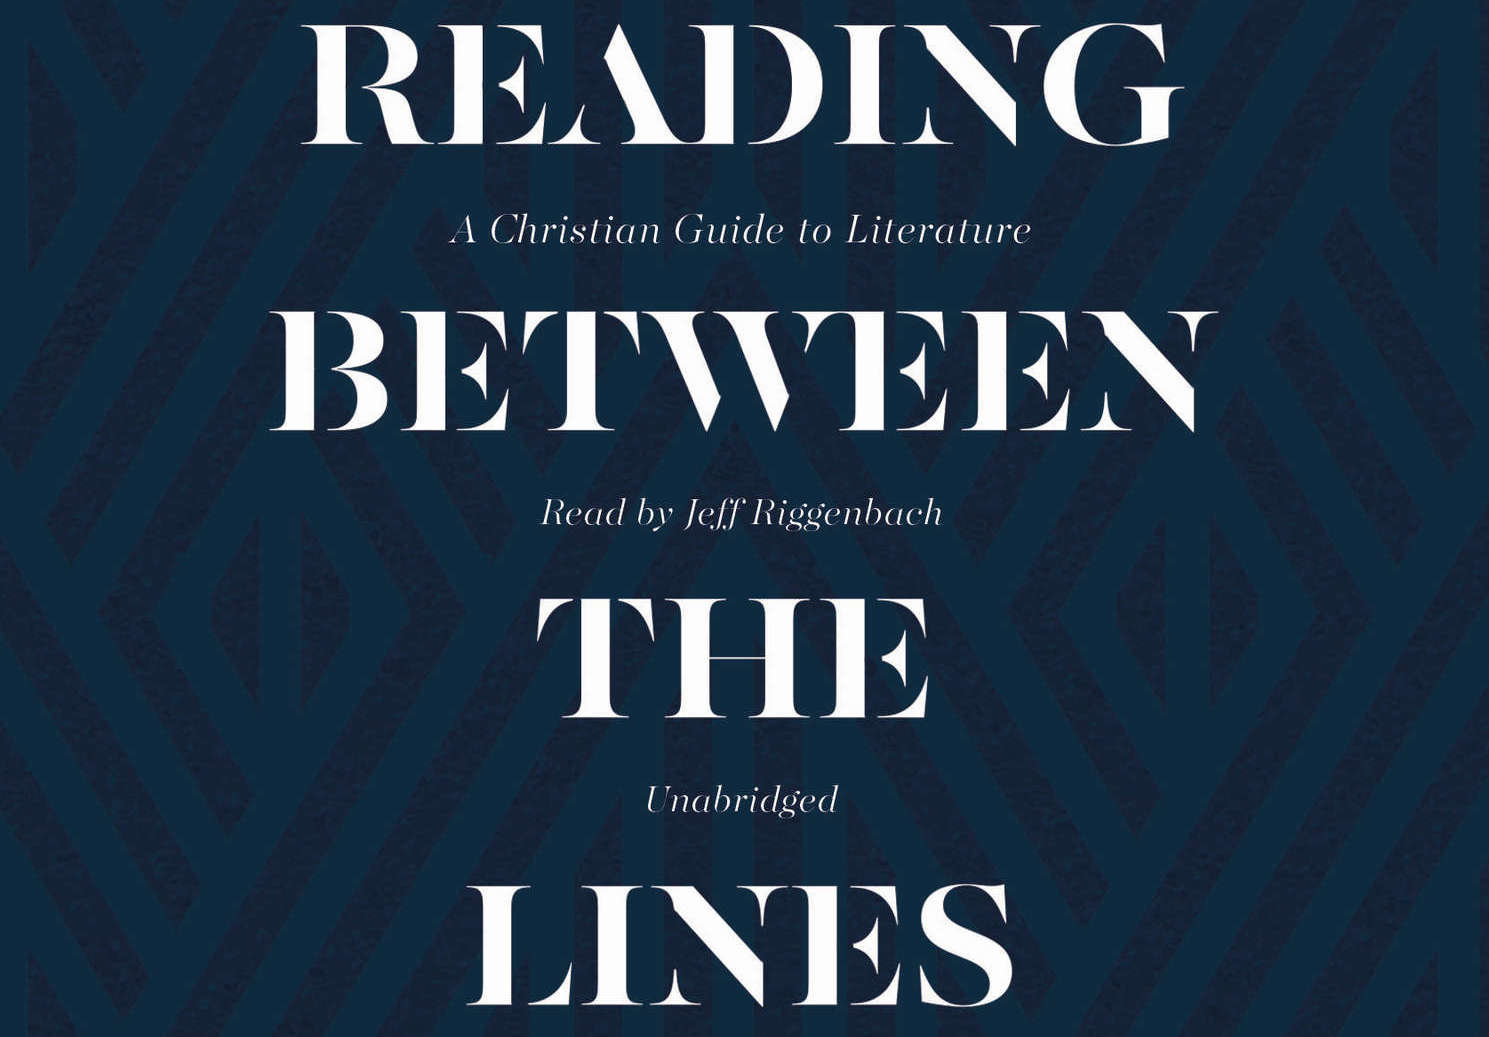 READING
A Christian Guide to Literature
BETWEEN
Read by Jeff Riggenbach
THE
Unabridged
LINES